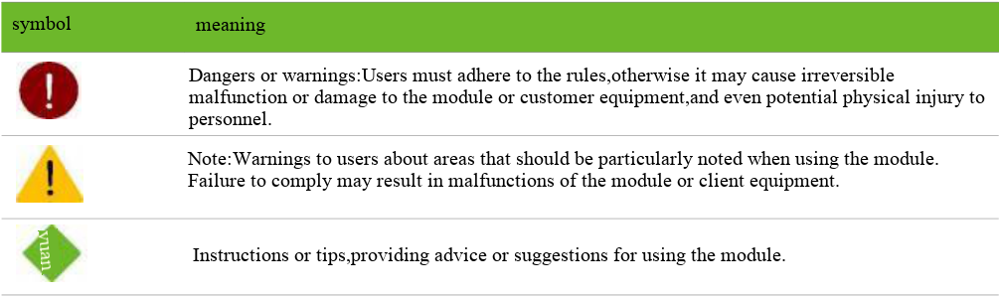 symbol meaning
!
Dangers or warnings:Users must adhere to the rules,otherwise it may cause irreversible
malfunction or damage to the module or customer equipment,and even potential physical injury to
personnel.
!
Note:Warnings to users about areas that should be particularly noted when using the module.
Failure to comply may result in malfunctions of the module or client equipment.
Instructions or tips,providing advice or suggestions for using the module.